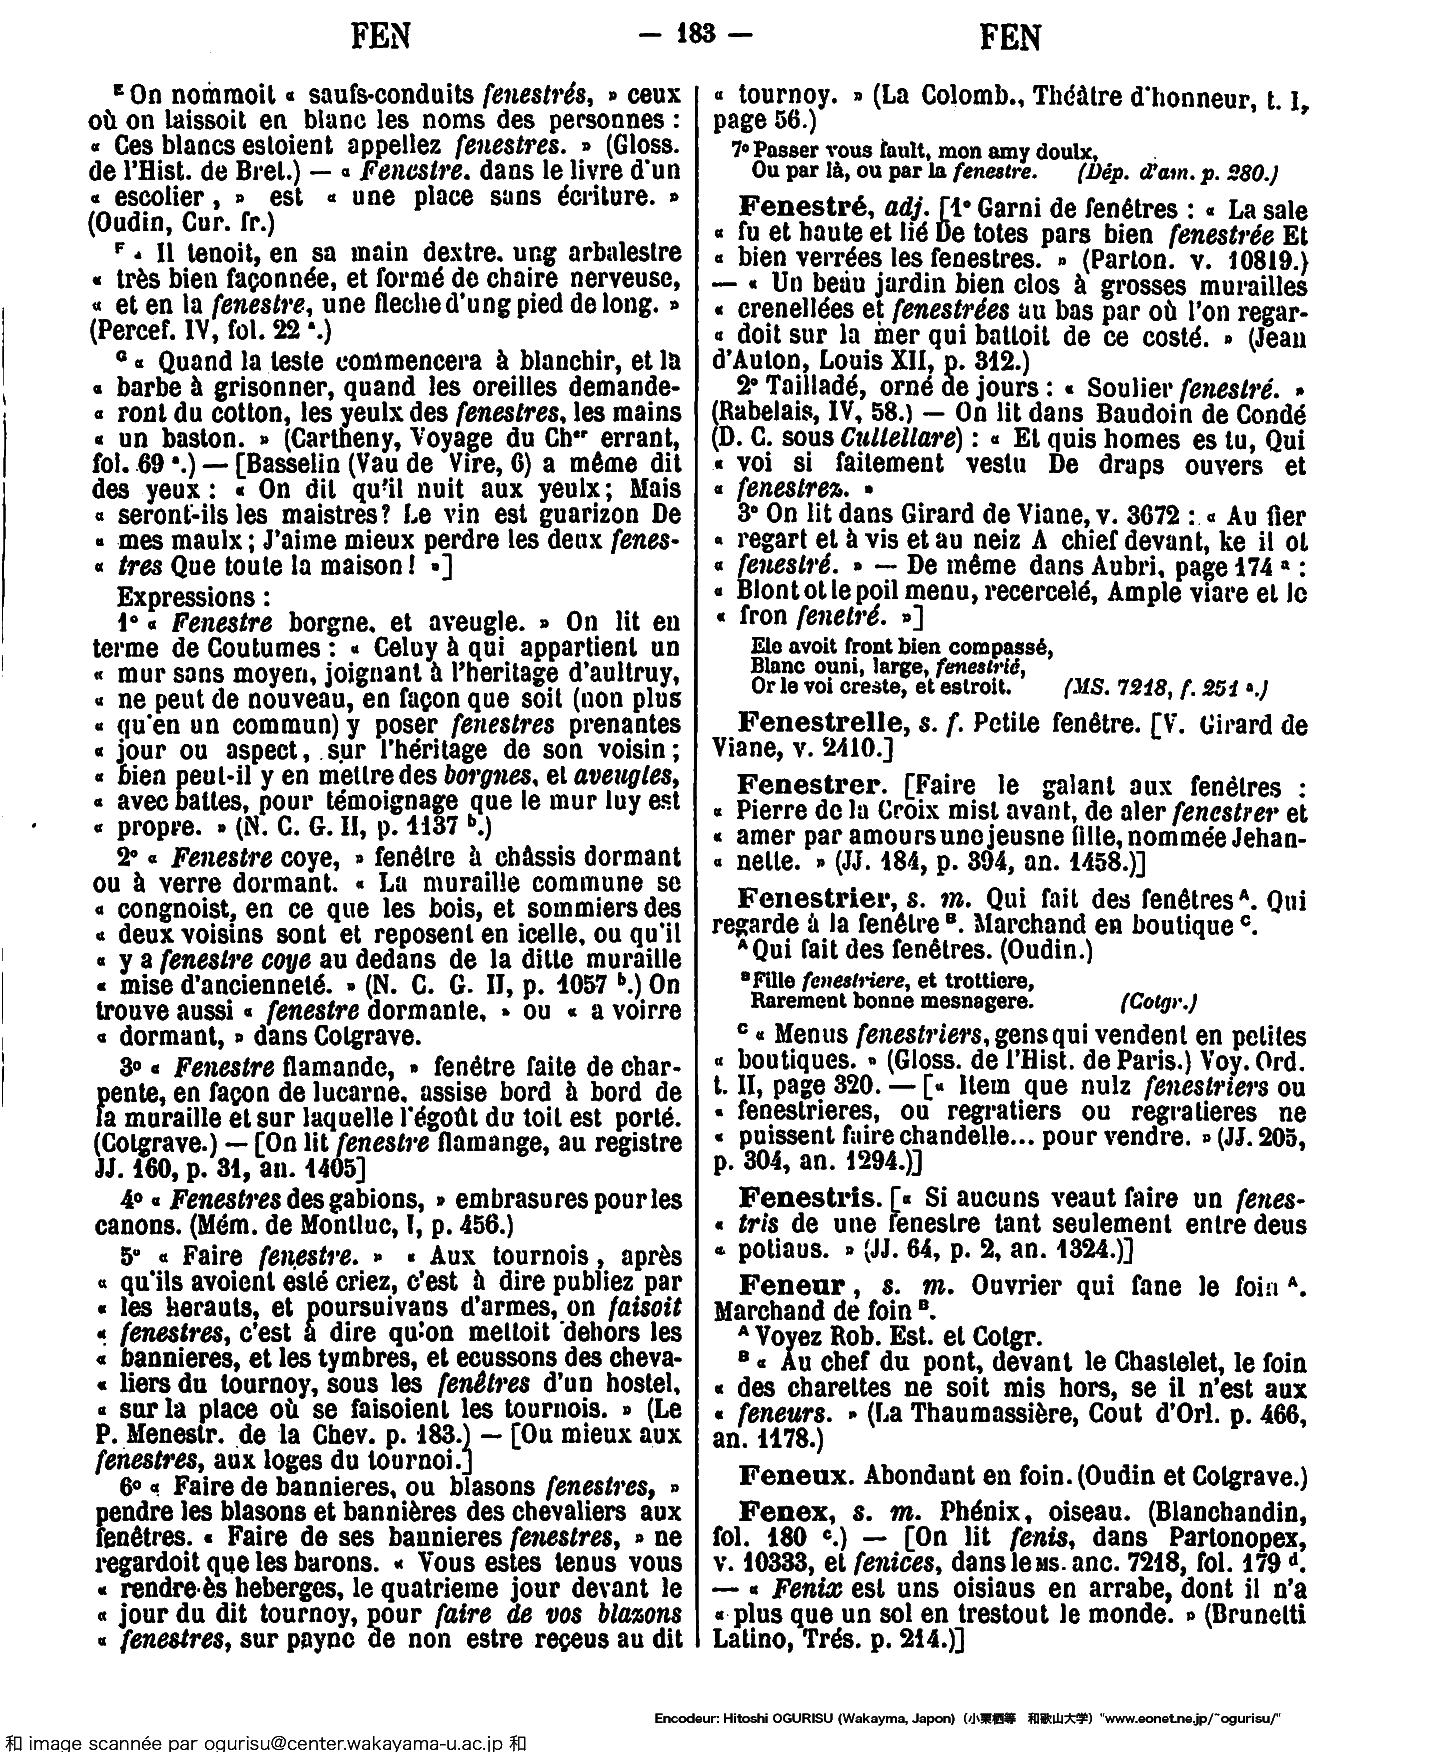 FEN
— 183 —
FEN
ᴱ On nommoit « saufs-conduits fenestrés, » ceux
où on laissoit en blanc les noms des personnes :
« Ces blancs estoient appellez fenestres. » (Gloss.
de l'Hist. de Bret.) — « Fenestre. dans le livre d'un
« escolier, » est « une place sans écriture. »
(Oudin, Cur. fr.)
ꜰ « Il tenoit, en sa main dextre. ung arbalestre
« très bien façonnée, et formé de chaire nerveuse,
« et en la fenestre, une fleche d'ung pied de long. »
(Percef. IV, fol. 22 ª.)
ᴳ « Quand la teste commencera à blanchir, et la
« barbe à grisonner, quand les oreilles demande-
« ront du cotton, les yeulx des fenestres, les mains
« un baston. » (Cartheny, Voyage du Ch^er errant,
fol. 69 ª.) — [Basselin (Vau de Vire, 6) a même dit
des yeux : « On dit qu'il nuit aux yeulx; Mais
« seront-ils les maistres? Le vin est guarizon De
« mes maulx; J'aime mieux perdre les deux fenes-
« tres Que toute la maison! »]
Expressions :
1º « Fenestre borgne. et aveugle. » On lit en
terme de Coutumes : « Celuy à qui appartient un
« mur sans moyen, joignant à l'heritage d'aultruy,
« ne peut de nouveau, en façon que soit (non plus
« qu'en un commun) y poser fenestres prenantes
« jour ou aspect, sur l'héritage de son voisin;
« bien peut-il y en mettre des borgnes, et aveugles,
« avec battes, pour témoignage que le mur luy est
« propre. » (N. C. G. II, p. 1137 ᵇ.)
2º « Fenestre coye, » fenêtre à châssis dormant
ou à verre dormant. « La muraille commune se
« congnoist, en ce que les bois, et sommiers des
« deux voisins sont et reposent en icelle, ou qu'il
« y a fenestre coye au dedans de la ditte muraille
« mise d'ancienneté. » (N. C. G. II, p. 1057 ᵇ.) On
trouve aussi « fenestre dormante, » ou « a voirre
« dormant, » dans Cotgrave.
3º « Fenestre flamande, » fenêtre faite de char-
pente, en façon de lucarne, assise bord à bord de
la muraille et sur laquelle l'égoût du toit est porté.
(Cotgrave.) — [On lit fenestre flamange, au registre
JJ. 160, p. 31, an. 1405]
4º « Fenestres des gabions, » embrasures pour les
canons. (Mém. de Montluc, I, p. 456.)
5º « Faire fenestre. » « Aux tournois, après
« qu'ils avoient esté criez, c'est à dire publiez par
« les herauts, et poursuivans d'armes, on faisoit
« fenestres, c'est à dire qu'on mettoit dehors les
« bannieres, et les tymbres, et ecussons des cheva-
« liers du tournoy, sous les fenêtres d'un hostel,
« sur la place où se faisoient les tournois. » (Le
P. Menestr. de la Chev. p. 183.) — [Ou mieux aux
fenestres, aux loges du tournoi.]
6º « Faire de bannieres, ou blasons fenestres, »
pendre les blasons et bannières des chevaliers aux
fenêtres. « Faire de ses bannieres fenestres, » ne
regardoit que les barons. « Vous estes tenus vous
« rendre ès heberges, le quatrieme jour devant le
« jour du dit tournoy, pour faire de vos blazons
« fenestres, sur payne de non estre reçeus au dit
« tournoy. » (La Colomb., Théâtre d'honneur, t. I,
page 56.)
7º Passer vous fault, mon amy doulx,
Ou par là, ou par la fenestre. (Dép. d'am. p. 280.)
Fenestré, adj. [1º Garni de fenêtres : « La sale
« fu et haute et lié De totes pars bien fenestrée Et
« bien verrées les fenestres. » (Parton. v. 10819.)
— « Un beau jardin bien clos à grosses murailles
« crenellées et fenestrées au bas par où l'on regar-
« doit sur la mer qui battoit de ce costé. » (Jean
d'Auton, Louis XII, p. 312.)
2º Tailladé, orné de jours : « Soulier fenestré. »
(Rabelais, IV, 58.) — On lit dans Baudoin de Condé
(D. C. sous Cultellare) : « Et quis homes es tu, Qui
« voi si faitement vestu De draps ouvers et
« fenestrez. »
3º On lit dans Girard de Viane, v. 3672 : « Au fier
« regart et à vis et au neiz A chief devant, ke il ot
« fenestré. » — De même dans Aubri, page 174 ª :
« Blont ot le poil menu, recercelé, Ample viare et le
« fron fenetré. »]
Ele avoit front bien compassé,
Blanc ouni, large, fenestrié,
Or le voi creste, et estroit. (MS. 7218, f. 251 ª.)
Fenestrelle, s. f. Petite fenêtre. [V. Girard de
Viane, v. 2410.]
Fenestrer. [Faire le galant aux fenêtres :
« Pierre de la Croix mist avant, de aler fenestrer et
« amer par amours une jeusne fille, nommée Jehan-
« nette. » (JJ. 184, p. 394, an. 1458.)]
Fenestrier, s. m. Qui fait des fenêtres ᴬ. Qui
regarde à la fenêtre ᴮ. Marchand en boutique ᶜ.
ᴬ Qui fait des fenêtres. (Oudin.)
ᴮ Fille fenestriere, et trottiere,
Rarement bonne mesnagere. (Cotgr.)
ᶜ « Menus fenestriers, gens qui vendent en petites
« boutiques. » (Gloss. de l'Hist. de Paris.) Voy. Ord.
t. II, page 320. — [« Item que nulz fenestriers ou
« fenestrieres, ou regratiers ou regratieres ne
« puissent faire chandelle... pour vendre. » (JJ. 205,
p. 304, an. 1294.)]
Fenestris. [« Si aucuns veaut faire un fenes-
« tris de une fenestre tant seulement entre deus
« potiaus. » (JJ. 64, p. 2, an. 1324.)]
Feneur, s. m. Ouvrier qui fane le foin ᴬ.
Marchand de foin ᴮ.
ᴬ Voyez Rob. Est. et Cotgr.
ᴮ « Au chef du pont, devant le Chastelet, le foin
« des charettes ne soit mis hors, se il n'est aux
« feneurs. » (La Thaumassière, Cout d'Orl. p. 466,
an. 1178.)
Feneux. Abondant en foin. (Oudin et Cotgrave.)
Fenex, s. m. Phénix, oiseau. (Blanchandin,
fol. 180 ᶜ.) — [On lit fenis, dans Partonopex,
v. 10333, et fenices, dans le MS. anc. 7218, fol. 179 ᵈ.
— « Fenix est uns oisiaus en arrabe, dont il n'a
« plus que un sol en trestout le monde. » (Brunetti
Latino, Trés. p. 214.)]
Encodeur: Hitoshi OGURISU (Wakayma, Japon) (小栗栖等 和歌山大学) "www.eonet.ne.jp/~ogurisu/"
和 image scannée par ogurisu@center.wakayama-u.ac.jp 和